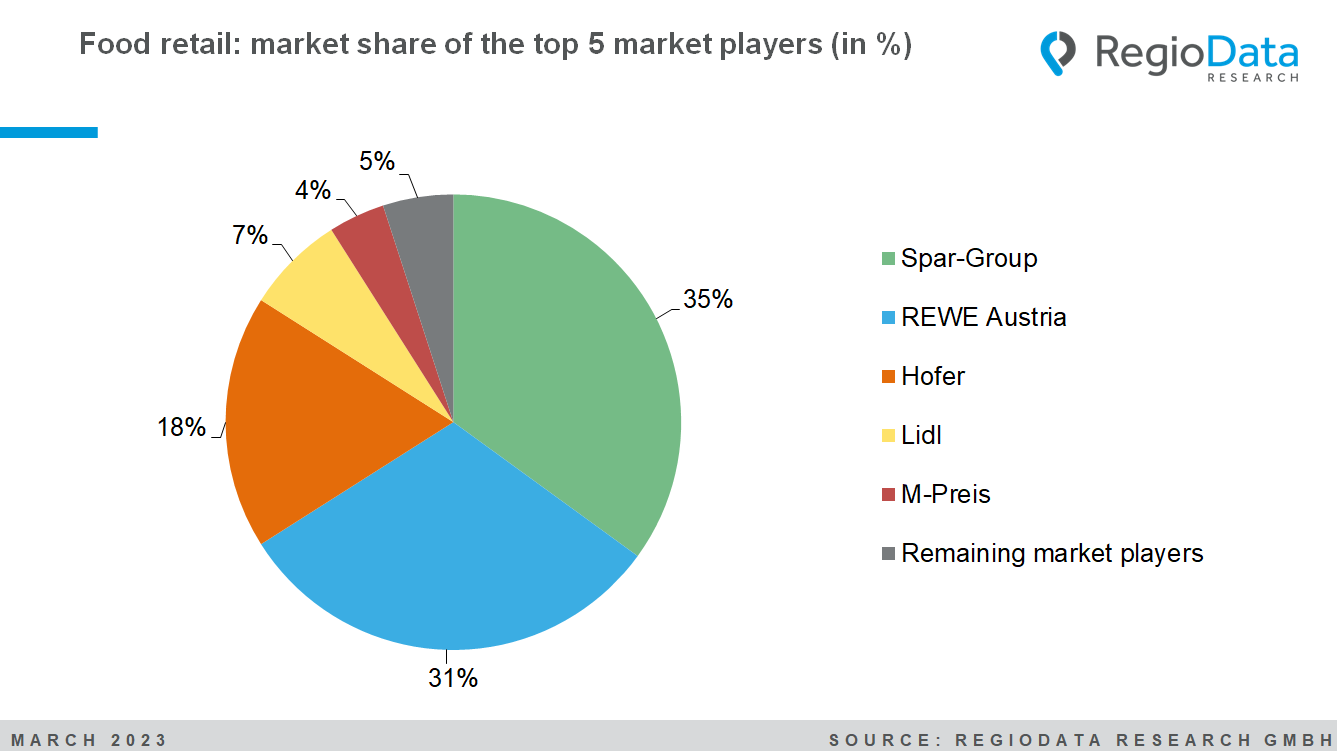 Food retail: market share of the top 5 market players (in %)
RegioData
RESEARCH
5%
4%
7%
35%
18%
31%
Spar-Group
REWE Austria
Hofer
Lidl
M-Preis
Remaining market players
MARCH 2023
SOURCE: REGIODATA RESEARCH GMBH